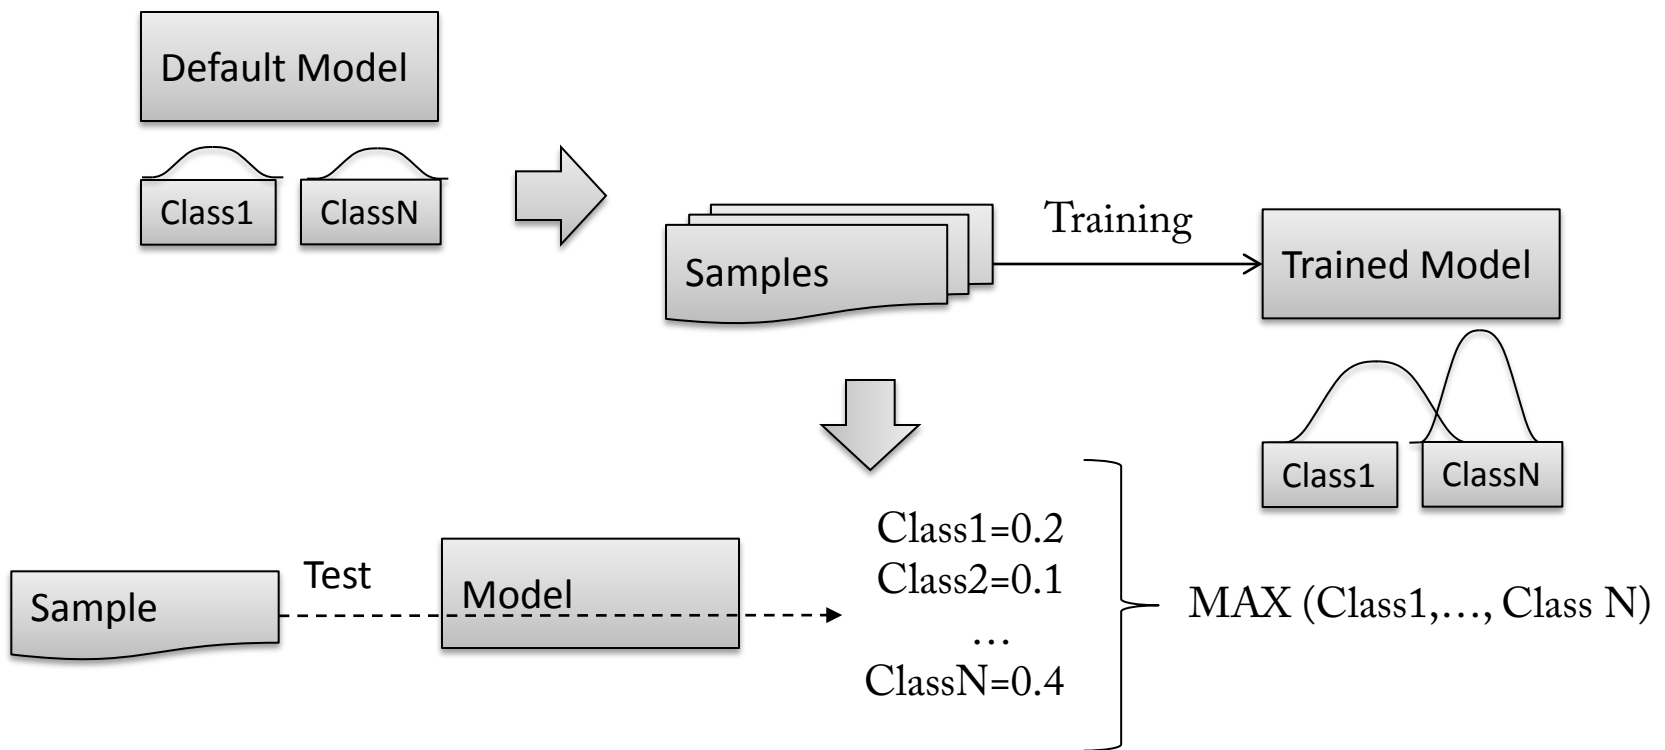 Default Model
Class1
ClassN
Samples
Training
Trained Model
Class1
ClassN
Sample
Test
Model
Class1=0.2
Class2=0.1
...
ClassN=0.4
MAX (Class1,..., Class N)